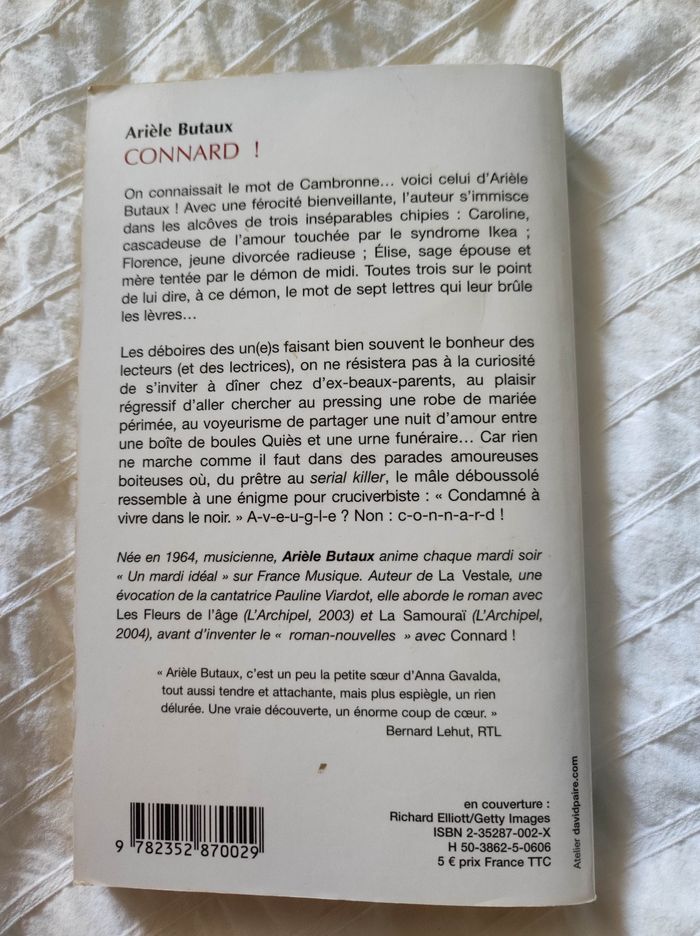 Arièle Butaux
CONNARD !
On connaissait le mot de Cambronne… voici celui d'Arièle
Butaux ! Avec une férocité bienveillante, l'auteur s'immisce
dans les alcôves de trois inséparables chipies : Caroline,
cascadeuse de l'amour touchée par le syndrome Ikea ;
Florence, jeune divorcée radieuse ; Élise, sage épouse et
mère tentée par le démon de midi. Toutes trois sur le point
de lui dire, à ce démon, le mot de sept lettres qui leur brûle
les lèvres…
Les déboires des un(e)s faisant bien souvent le bonheur des
lecteurs (et des lectrices), on ne résistera pas à la curiosité
de s'inviter à dîner chez d'ex-beaux-parents, au plaisir
régressif d'aller chercher au pressing une robe de mariée
périmée, au voyeurisme de partager une nuit d'amour entre
une boîte de boules Quiès et une urne funéraire… Car rien
ne marche comme il faut dans des parades amoureuses
boiteuses où, du prêtre au serial killer, le mâle déboussolé
ressemble à une énigme pour cruciverbiste : « Condamné à
vivre dans le noir. » A-v-e-u-g-l-e ? Non : c-o-n-n-a-r-d !
Née en 1964, musicienne, Arièle Butaux anime chaque mardi soir
« Un mardi idéal » sur France Musique. Auteur de La Vestale, une
évocation de la cantatrice Pauline Viardot, elle aborde le roman avec
Les Fleurs de l'âge (L'Archipel, 2003) et La Samouraï (L'Archipel,
2004), avant d'inventer le « roman-nouvelles » avec Connard !
« Arièle Butaux, c'est un peu la petite sœur d'Anna Gavalda,
tout aussi tendre et attachante, mais plus espiègle, un rien
délurée. Une vraie découverte, un énorme coup de cœur. »
Bernard Lehut, RTL
en couverture :
Richard Elliott/Getty Images
ISBN 2-35287-002-X
H 50-3862-5-0606
5 € prix France TTC
9 782352 870029
Atelier davidpaire.com